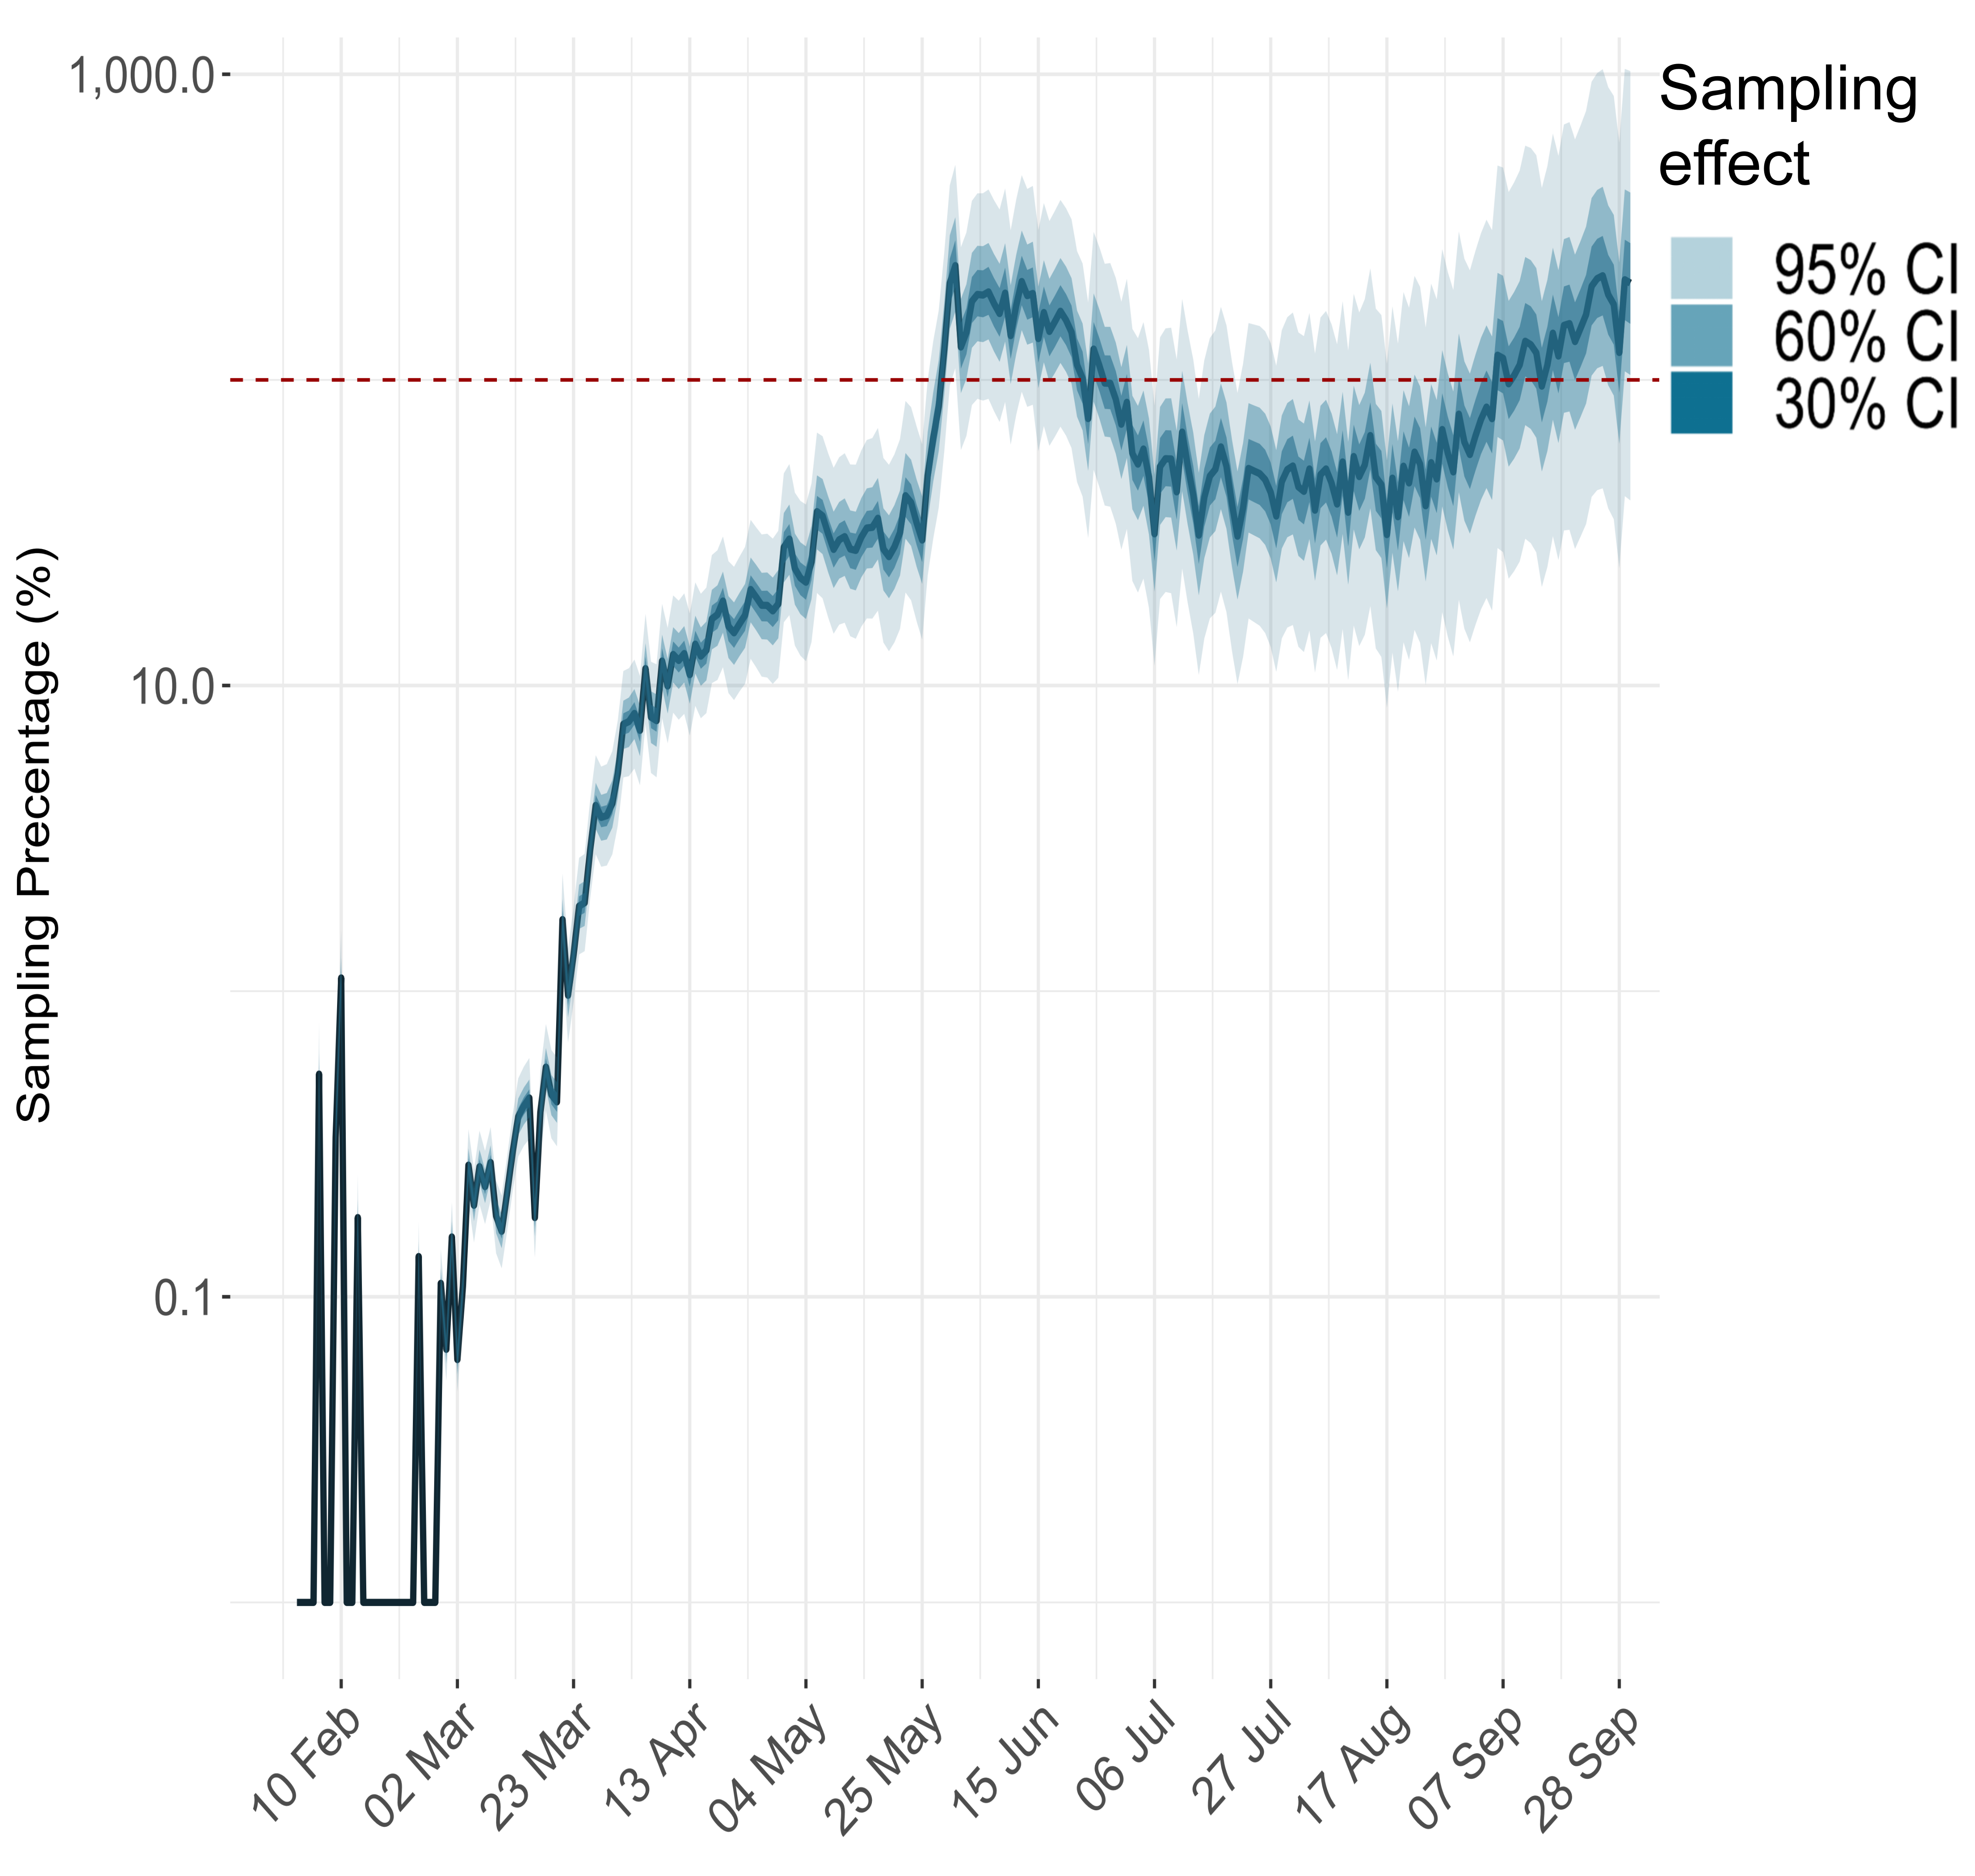 Sampling Precentage (%)
1,000.0
10.0
0.1
10 Feb
02 Mar
23 Mar
13 Apr
04 May
25 May
15 Jun
06 Jul
27 Jul
17 Aug
07 Sep
28 Sep
Sampling
effect
95% CI
60% CI
30% CI